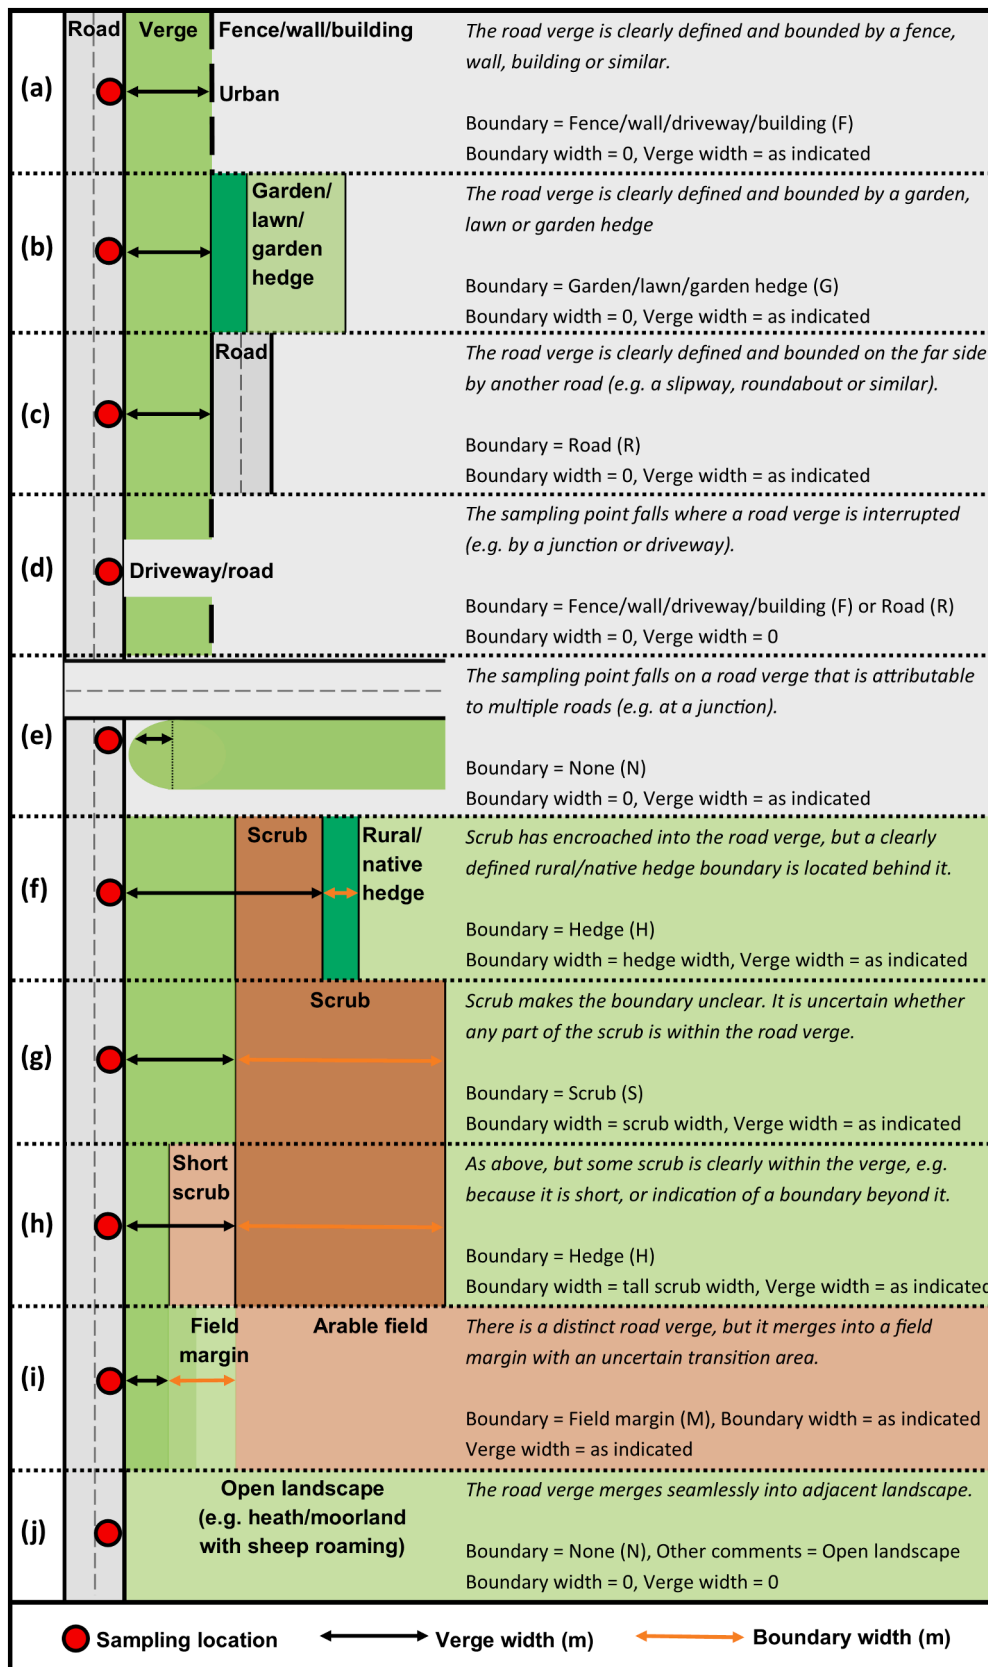 Road
Verge
Fence/wall/building
The road verge is clearly defined and bounded by a fence,
wall, building or similar.
(a)
Urban
Boundary = Fence/wall/driveway/building (F)
Boundary width = 0, Verge width = as indicated
Garden/
lawn/
garden
hedge
The road verge is clearly defined and bounded by a garden,
lawn or garden hedge
(b)
Boundary = Garden/lawn/garden hedge (G)
Boundary width = 0, Verge width = as indicated
Road
The road verge is clearly defined and bounded on the far side
by another road (e.g. a slipway, roundabout or similar).
(c)
Boundary = Road (R)
Boundary width = 0, Verge width = as indicated
The sampling point falls where a road verge is interrupted
(e.g. by a junction or driveway).
(d)
Driveway/road
Boundary = Fence/wall/driveway/building (F) or Road (R)
Boundary width = 0, Verge width = 0
The sampling point falls on a road verge that is attributable
to multiple roads (e.g. at a junction).
(e)
Boundary = None (N)
Boundary width = 0, Verge width = as indicated
Scrub
Rural/
native
hedge
Scrub has encroached into the road verge, but a clearly
defined rural/native hedge boundary is located behind it.
(f)
Boundary = Hedge (H)
Boundary width = hedge width, Verge width = as indicated
Scrub
Scrub makes the boundary unclear. It is uncertain whether
any part of the scrub is within the road verge.
(g)
Boundary = Scrub (S)
Boundary width = scrub width, Verge width = as indicated
Short
scrub
As above, but some scrub is clearly within the verge, e.g.
because it is short, or indication of a boundary beyond it.
(h)
Boundary = Hedge (H)
Boundary width = tall scrub width, Verge width = as indicated
Field
margin
Arable field
There is a distinct road verge, but it merges into a field
margin with an uncertain transition area.
(i)
Boundary = Field margin (M), Boundary width = as indicated
Verge width = as indicated
Open landscape
(e.g. heath/moorland
with sheep roaming)
The road verge merges seamlessly into adjacent landscape.
(j)
Boundary = None (N), Other comments = Open landscape
Boundary width = 0, Verge width = 0
Sampling location
Verge width (m)
Boundary width (m)